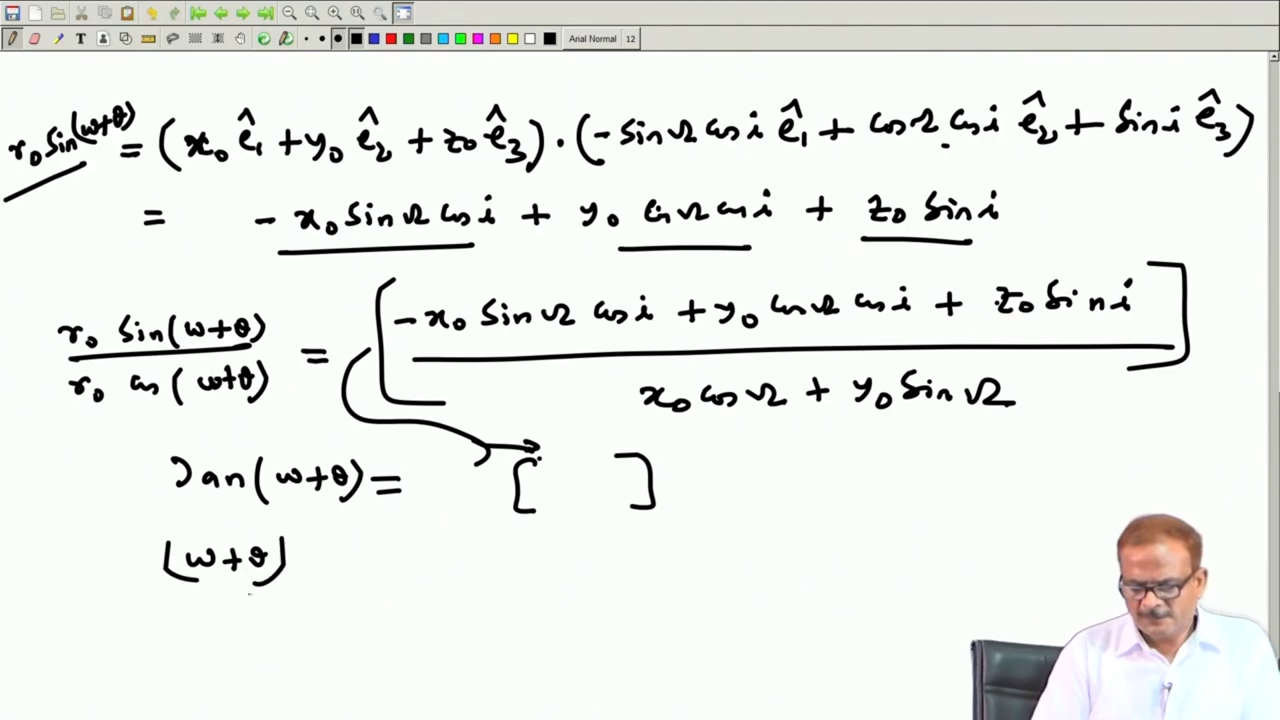 Arial Normal 12
r₀ sin(ω+θ) = (x₀ ê₁ + y₀ ê₂ + z₀ ê₃) · (- sin Ω cos i ê₁ + cos Ω cos i ê₂ + sin i ê₃)
= - x₀ sin Ω cos i + y₀ cos Ω cos i + z₀ sin i
r₀ sin(ω+θ) / r₀ cos(ω+θ) = [- x₀ sin Ω cos i + y₀ cos Ω cos i + z₀ sin i / x₀ cos Ω + y₀ sin Ω]
Tan(ω+θ) = [ ]
(ω+θ)